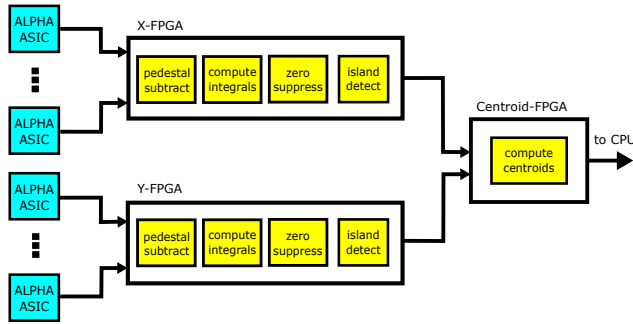 ALPHA
ASIC
X-FPGA
pedestal
subtract
compute
integrals
zero
suppress
island
detect
ALPHA
ASIC
Centroid-FPGA
compute
centroids
to CPU
ALPHA
ASIC
Y-FPGA
pedestal
subtract
compute
integrals
zero
suppress
island
detect
ALPHA
ASIC